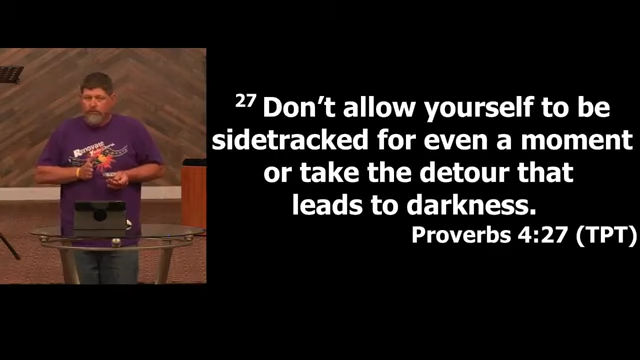 27 Don't allow yourself to be
sidetracked for even a moment
or take the detour that
leads to darkness.
Proverbs 4:27 (TPT)
Renovate